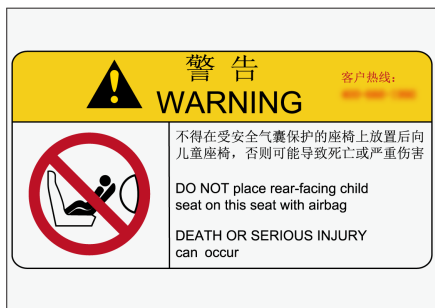 警 告
WARNING
客户热线：
不得在受安全气囊保护的座椅上放置后向
儿童座椅，否则可能导致死亡或严重伤害
DO NOT place rear-facing child
seat on this seat with airbag
DEATH OR SERIOUS INJURY
can occur